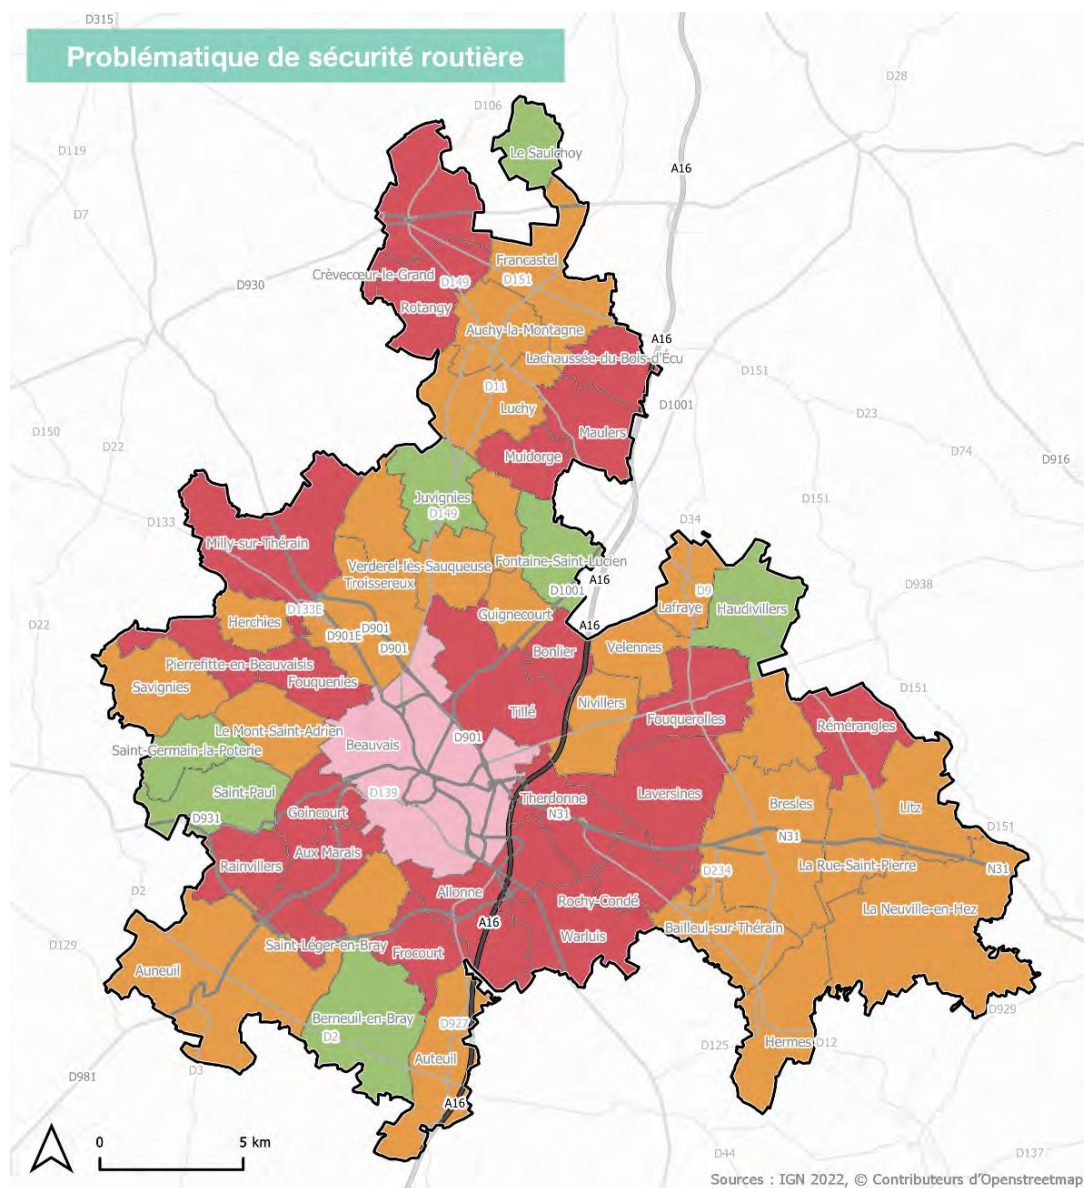 D315
Problématique de sécurité routière
D28
D106
D119
Le Saulchoy
A16
D7
Francastel
Crèvecœur-le-Grand
D149
D151
D930
Rotangy
Auchy-la-Montagne
A16
Lachaussée-du-Bois-d'Écu
D151
D11
Luchy
D1001
D23
D150
Maulers
D22
Muidorge
D74
D916
Juvignies
D149
D151
D133
D34
Milly-sur-Thérain
Verderel-lès-Sauqueuse
Fontaine-Saint-Lucien
Troissereux
A16
D1001
D9
D938
Lafraye
Haudivillers
D133E
Guignecourt
Herchies
D901
D901E
A16
D22
D901
Bonlier
Velennes
Pierrefitte-en-Beauvaisis
Fouquenies
Savignies
D151
Nivillers
Tillé
Fouquerolles
Rémérangles
Le Mont-Saint-Adrien
Beauvais
D901
Saint-Germain-la-Poterie
Saint-Paul
D139
Therdonne
Laversines
Bresles
Litz
Goincourt
N31
D931
D151
N31
Aux Marais
Rainvillers
La Rue-Saint-Pierre
N31
D234
D2
Allonne
Rochy-Condé
La Neuville-en-Hez
A16
Bailleul-sur-Thérain
Warluis
D129
Saint-Léger-en-Bray
Frocourt
Auneuil
Berneuil-en-Bray
D927
D929
D2
Auteuil
D125
Hermes
D12
D3
D981
A16
0
5 km
D44
D137
Sources : IGN 2022, © Contributeurs d'Openstreetmap